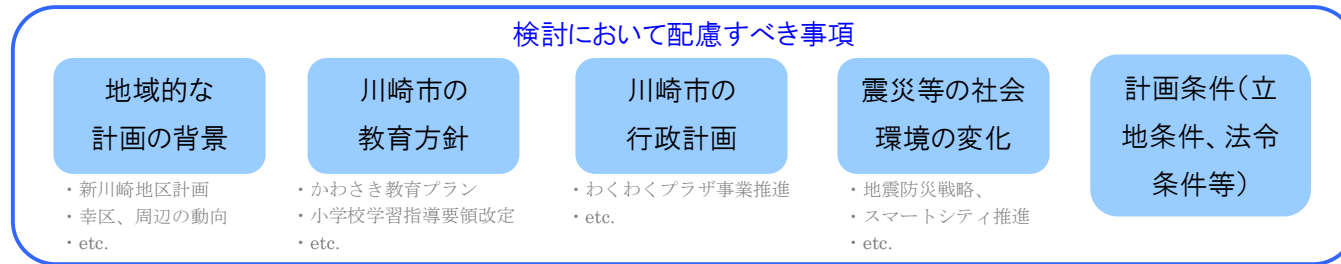 検討において配慮すべき事項
地域的な
計画の背景
・新川崎地区計画
・幸区、周辺の動向
・etc.
川崎市の
教育方針
・かわさき教育プラン
・小学校学習指導要領改定
・etc.
川崎市の
行政計画
・わくわくプラザ事業推進
・etc.
震災等の社会
環境の変化
・地震防災戦略、
・スマートシティ推進
・etc.
計画条件（立
地条件、法令
条件等）